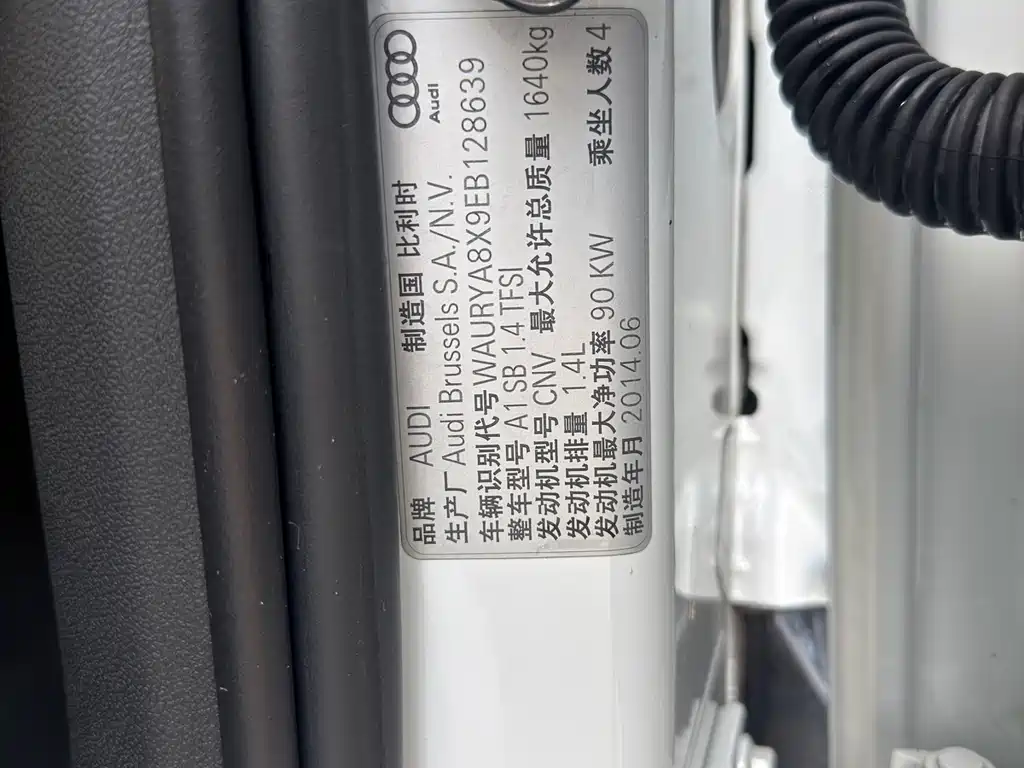 Audi
品牌 AUDI 制造国 比利时
生产厂 Audi Brussels S.A./N.V.
车辆识别代号 WAURYA8X9EB128639
整车型号 A1 SB 1.4 TFSI
发动机型号 CNV 最大允许总质量 1640kg
发动机排量 1.4L
发动机最大净功率 90 KW 乘坐人数 4
制造年月 2014.06